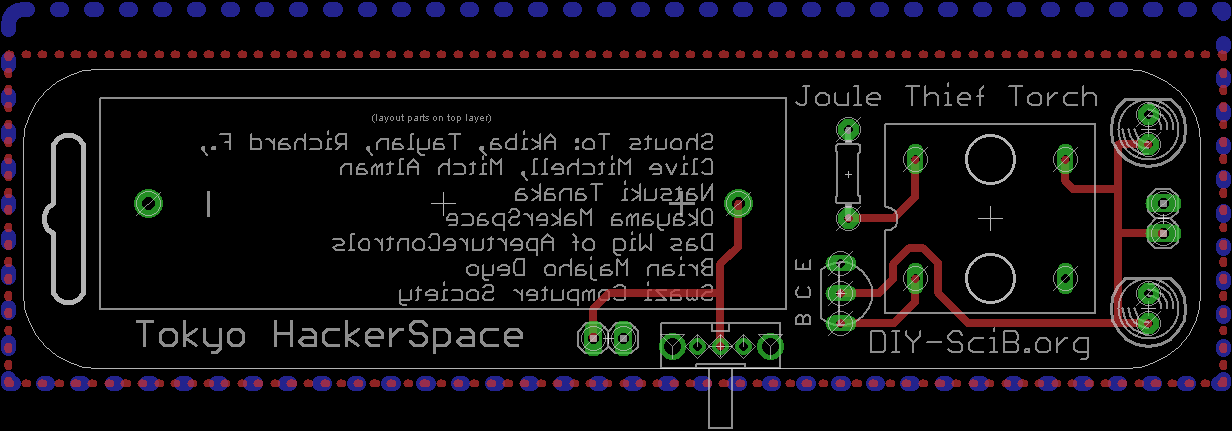 Joule Thief Torch
(layout parts on top layer)
Shouts To: Akiba, Taylan, Richard F.,
Clive Mitchell, Mitch Altman
Natsuki Tanaka
Okayama MakerSpace
Das Wig of ApertureControls
Brian Majaho Deyo
Swazi Computer Society
- +
B C E
Tokyo HackerSpace
DIY-SciB.org